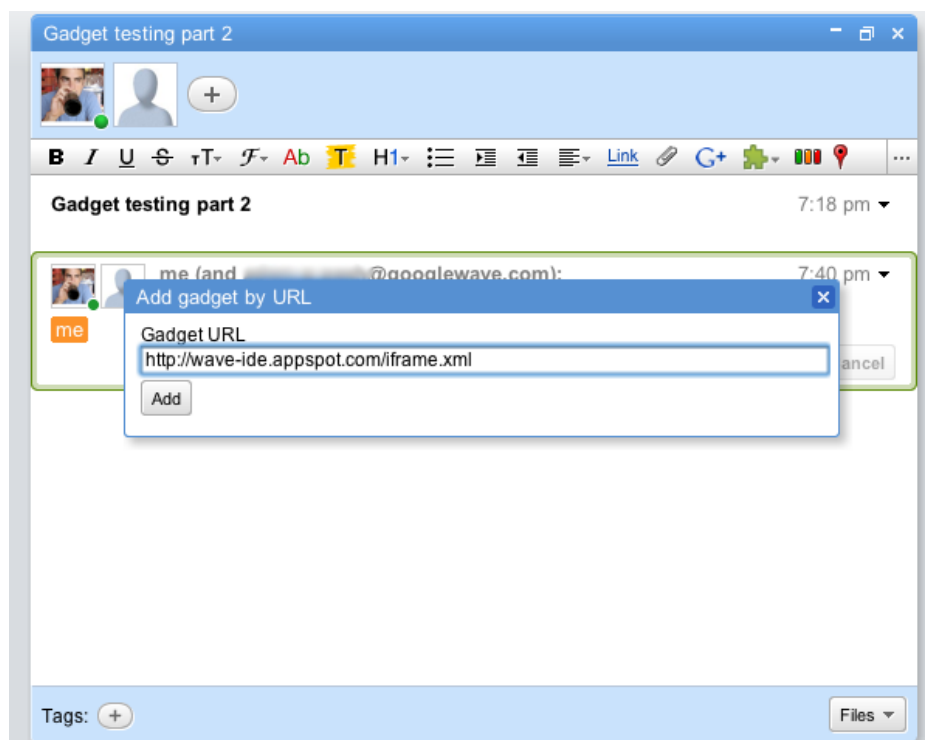 Gadget testing part 2
B I U S TT F Ab T H1 Link G+ ...
Gadget testing part 2 7:18 pm
me (and @googlewave.com): 7:40 pm
Add gadget by URL
me
Gadget URL
http://wave-ide.appspot.com/iframe.xml
ancel
Add
Tags: + Files